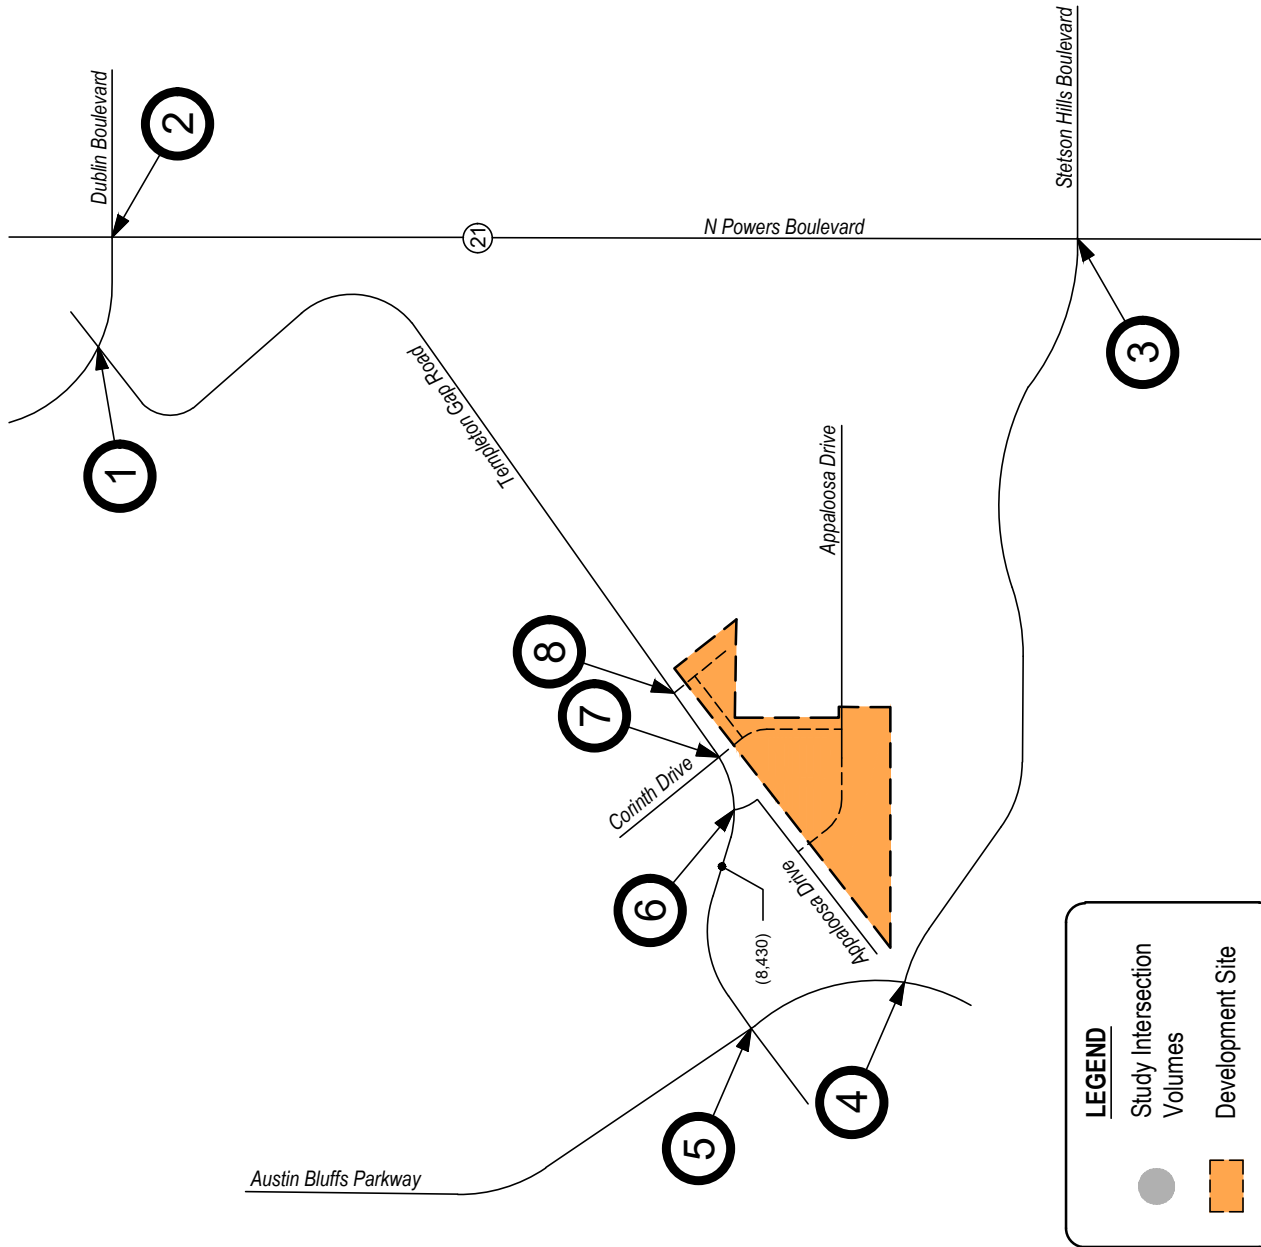 Dublin Boulevard
2
1
21
N Powers Boulevard
Stetson Hills Boulevard
3
Templeton Gap Road
Appaloosa Drive
8
7
Corinth Drive
6
(8,430)
Appaloosa Drive
5
4
Austin Bluffs Parkway
LEGEND
Study Intersection
Volumes
Development Site